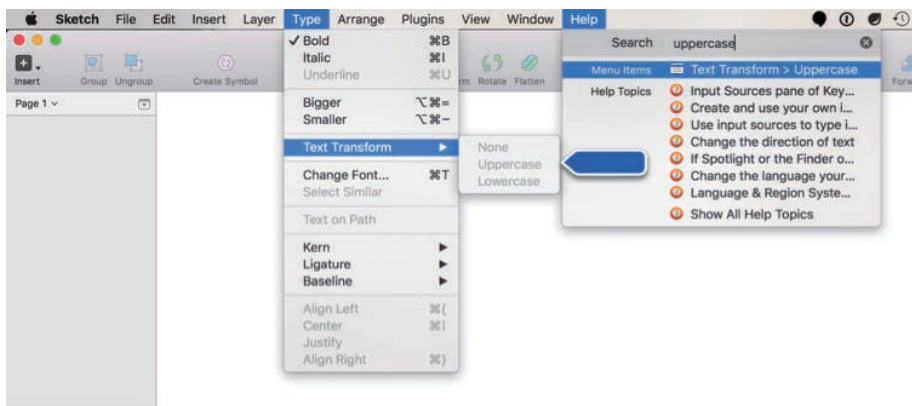 Sketch File Edit Insert Layer Type Arrange Plugins View Window Help
Insert Group Ungroup Create Symbol Rotate Flatten
Page 1
✓ Bold ⌘B
Italic ⌘I
Underline ⌘U
Bigger ⌥⌘=
Smaller ⌥⌘-
Text Transform
Change Font... ⌘T
Select Similar
Text on Path
Kern
Ligature
Baseline
Align Left ⌘{
Center ⌘|
Justify
Align Right ⌘}
None
Uppercase
Lowercase
Search uppercase
Menu Items Text Transform > Uppercase
Help Topics Input Sources pane of Key...
Create and use your own i...
Use input sources to type i...
Change the direction of text
If Spotlight or the Finder o...
Change the language your...
Language & Region Syste...
Show All Help Topics